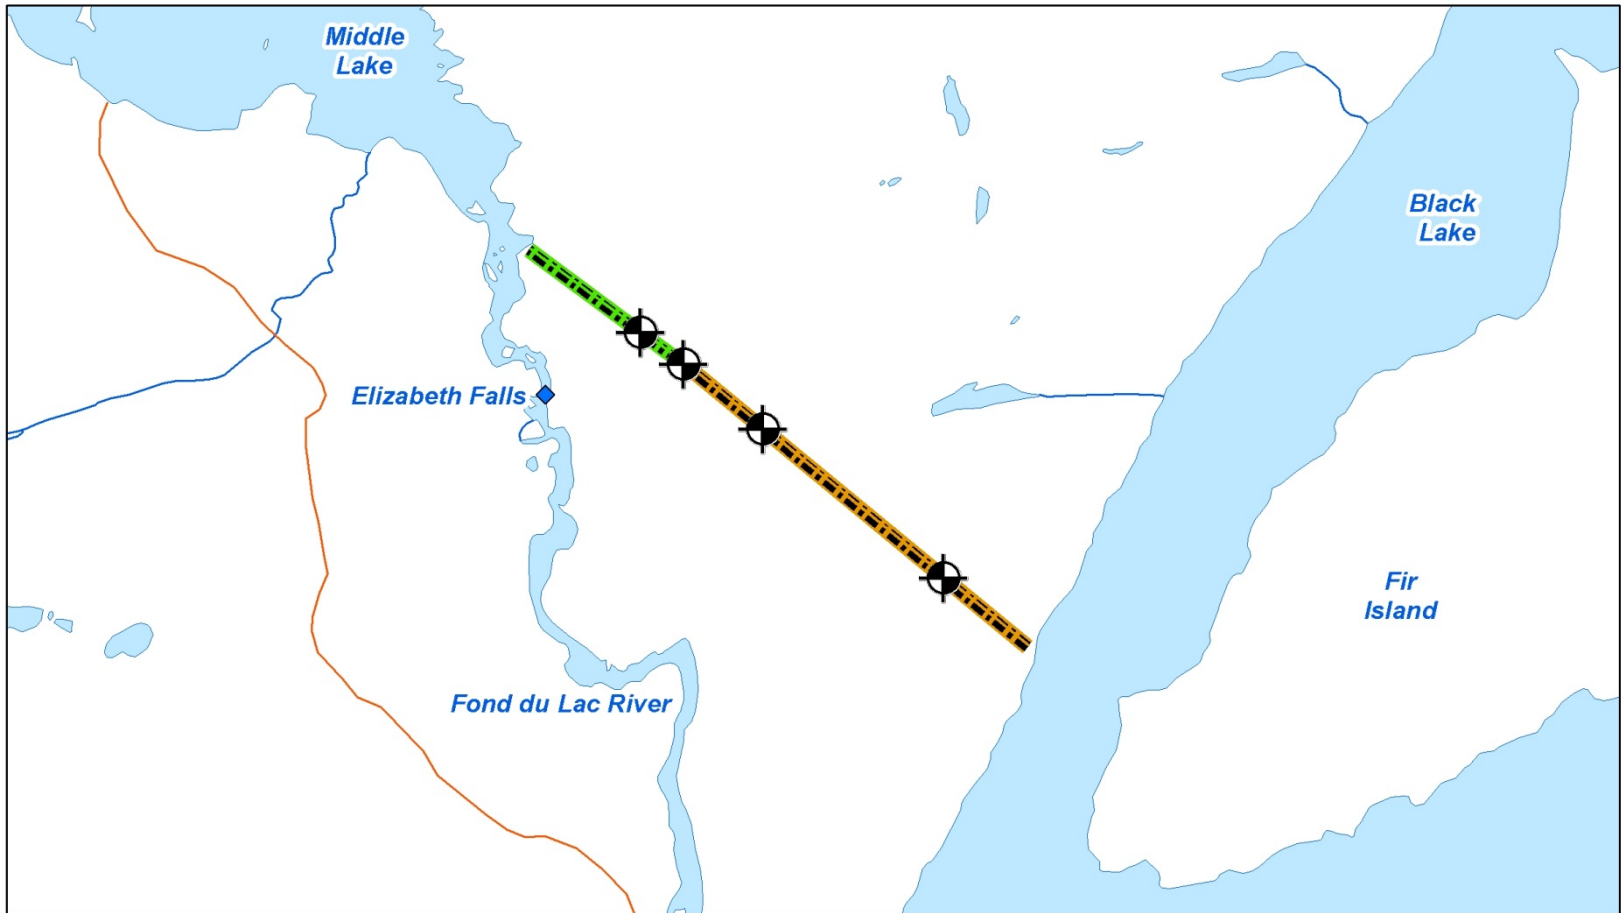 Middle
Lake
Black
Lake
Elizabeth Falls
Fir
Island
Fond du Lac River